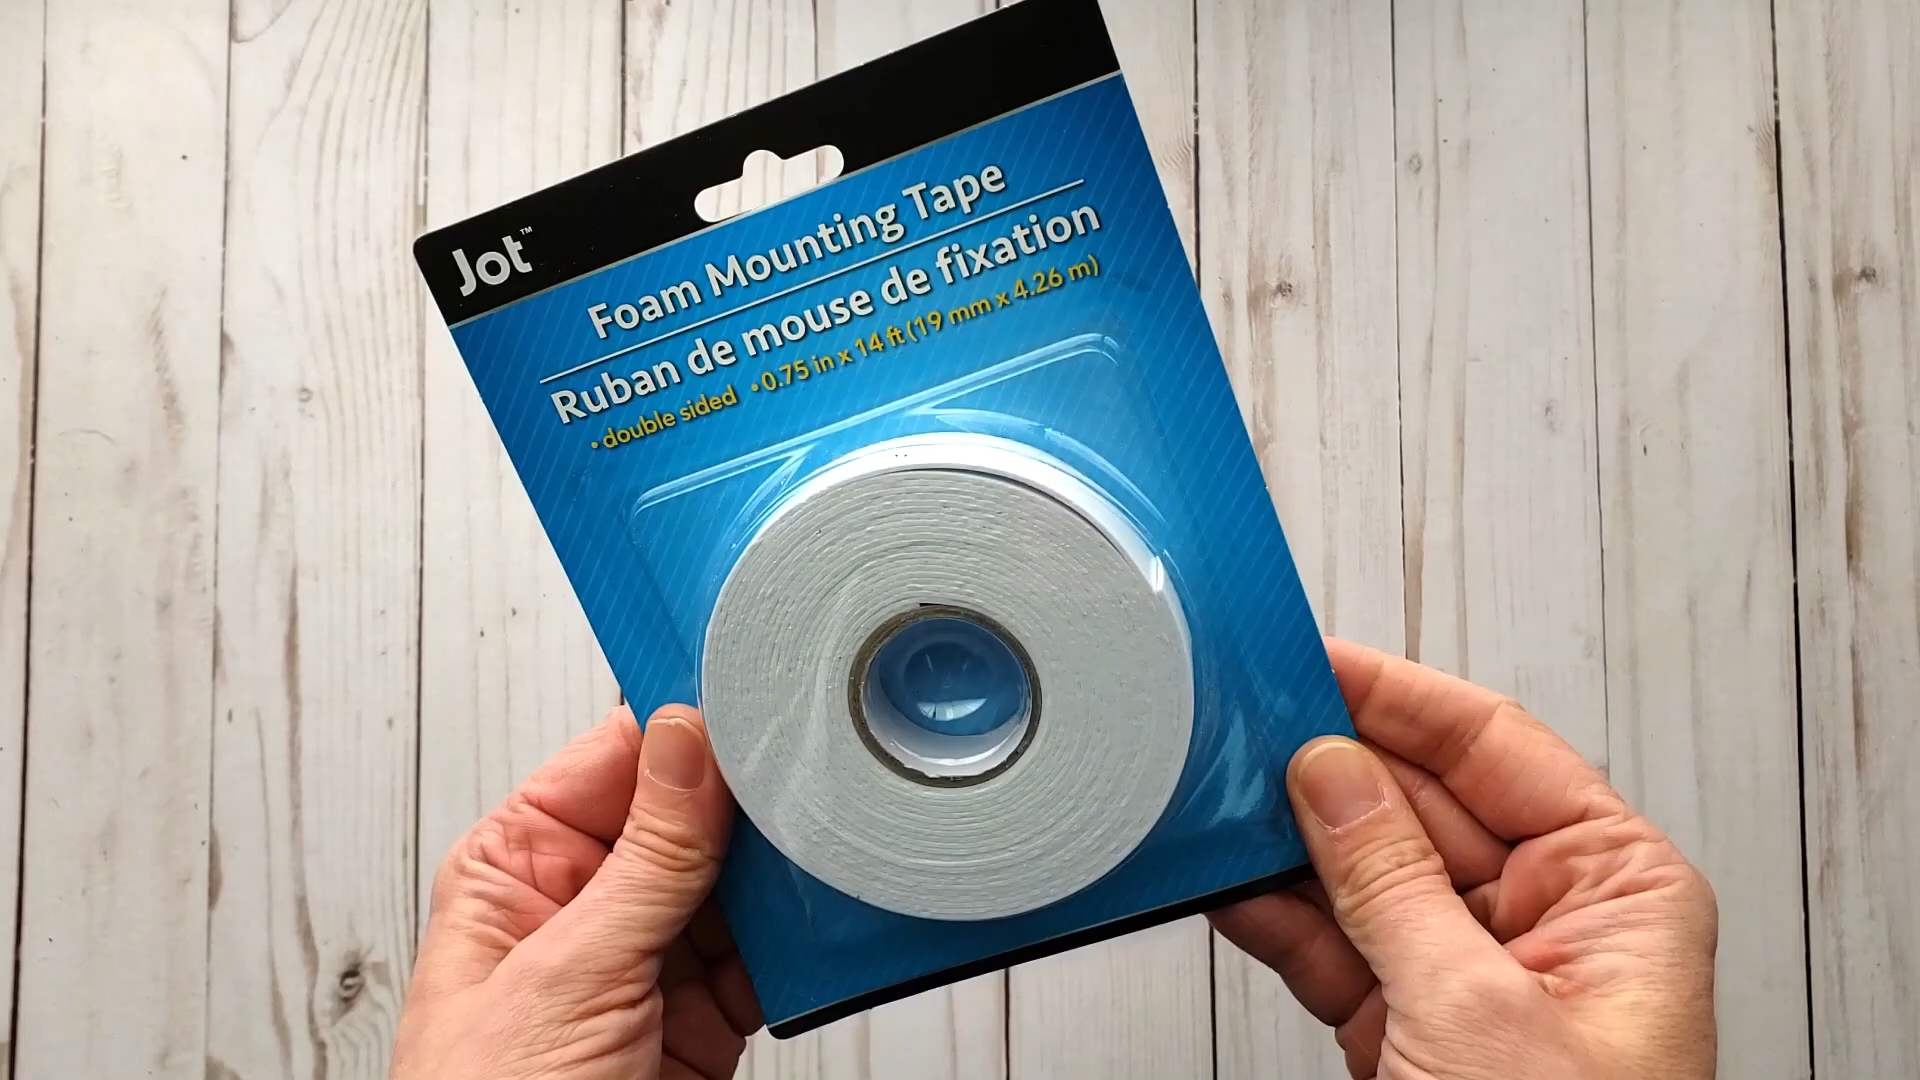 Jot™
Foam Mounting Tape
Ruban de mousse de fixation
• double sided • 0.75 in x 14 ft (19 mm x 4.26 m)